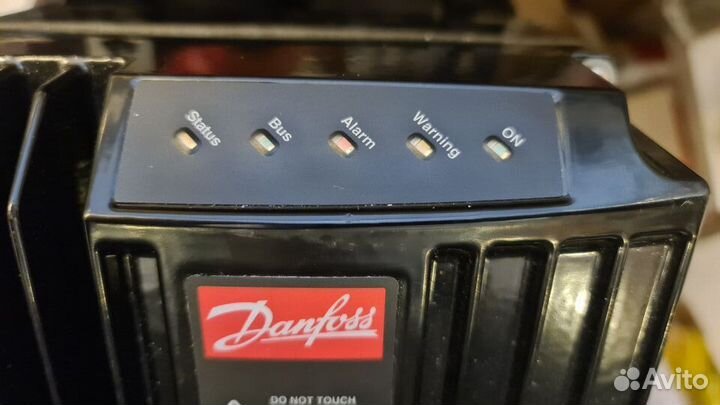 Status
Bus
Alarm
Warning
ON
Danfoss
DO NOT TOUCH
Avito